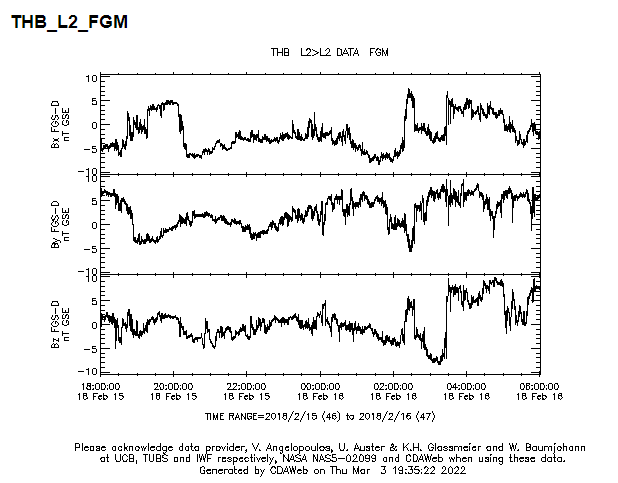 THB_L2_FGM
THB L2>L2 DATA FGM
10
5
0
-5
-10
Bx FGS-D
nT GSE
10
5
0
-5
-10
By FGS-D
nT GSE
10
5
0
-5
-10
Bz FGS-D
nT GSE
18:00:00 20:00:00 22:00:00 00:00:00 02:00:00 04:00:00 06:00:00
18 Feb 15 18 Feb 15 18 Feb 15 18 Feb 16 18 Feb 16 18 Feb 16 18 Feb 16
TIME RANGE=2018/2/15 (46) to 2018/2/16 (47)
Please acknowledge data provider, V. Angelopoulos, U. Auster & K.H. Glassmeier and W. Baumjohann
at UCB, TUBS and IWF respectively, NASA NAS5-02099 and CDAWeb when using these data.
Generated by CDAWeb on Thu Mar 3 19:35:22 2022